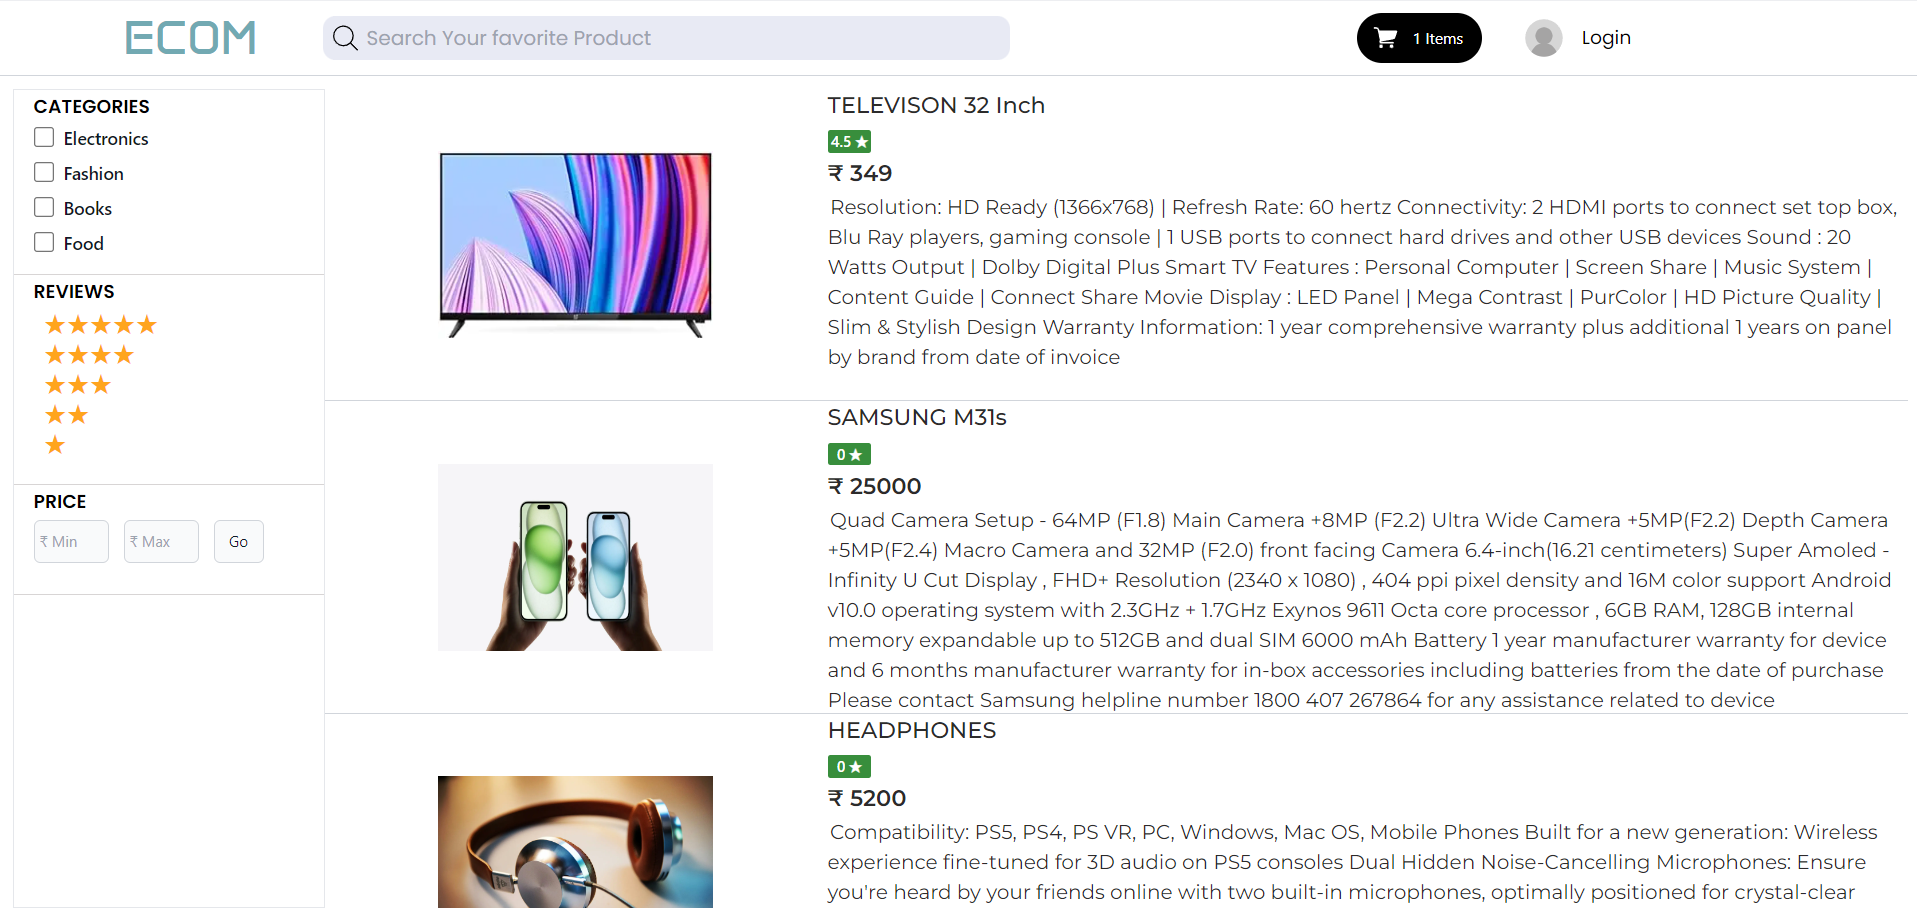 ECOM
Search Your favorite Product
1 Items
Login
CATEGORIES
Electronics
Fashion
Books
Food
REVIEWS
★★★★★
★★★★
★★★
★★
★
PRICE
₹ Min
₹ Max
Go
TELEVISON 32 Inch
4.5 ★
₹ 349
Resolution: HD Ready (1366x768) | Refresh Rate: 60 hertz Connectivity: 2 HDMI ports to connect set top box,
Blu Ray players, gaming console | 1 USB ports to connect hard drives and other USB devices Sound : 20
Watts Output | Dolby Digital Plus Smart TV Features : Personal Computer | Screen Share | Music System |
Content Guide | Connect Share Movie Display : LED Panel | Mega Contrast | PurColor | HD Picture Quality |
Slim & Stylish Design Warranty Information: 1 year comprehensive warranty plus additional 1 years on panel
by brand from date of invoice
SAMSUNG M31s
0 ★
₹ 25000
Quad Camera Setup - 64MP (F1.8) Main Camera +8MP (F2.2) Ultra Wide Camera +5MP(F2.2) Depth Camera
+5MP(F2.4) Macro Camera and 32MP (F2.0) front facing Camera 6.4-inch(16.21 centimeters) Super Amoled -
Infinity U Cut Display , FHD+ Resolution (2340 x 1080) , 404 ppi pixel density and 16M color support Android
v10.0 operating system with 2.3GHz + 1.7GHz Exynos 9611 Octa core processor , 6GB RAM, 128GB internal
memory expandable up to 512GB and dual SIM 6000 mAh Battery 1 year manufacturer warranty for device
and 6 months manufacturer warranty for in-box accessories including batteries from the date of purchase
Please contact Samsung helpline number 1800 407 267864 for any assistance related to device
HEADPHONES
0 ★
₹ 5200
Compatibility: PS5, PS4, PS VR, PC, Windows, Mac OS, Mobile Phones Built for a new generation: Wireless
experience fine-tuned for 3D audio on PS5 consoles Dual Hidden Noise-Cancelling Microphones: Ensure
you're heard by your friends online with two built-in microphones, optimally positioned for crystal-clear